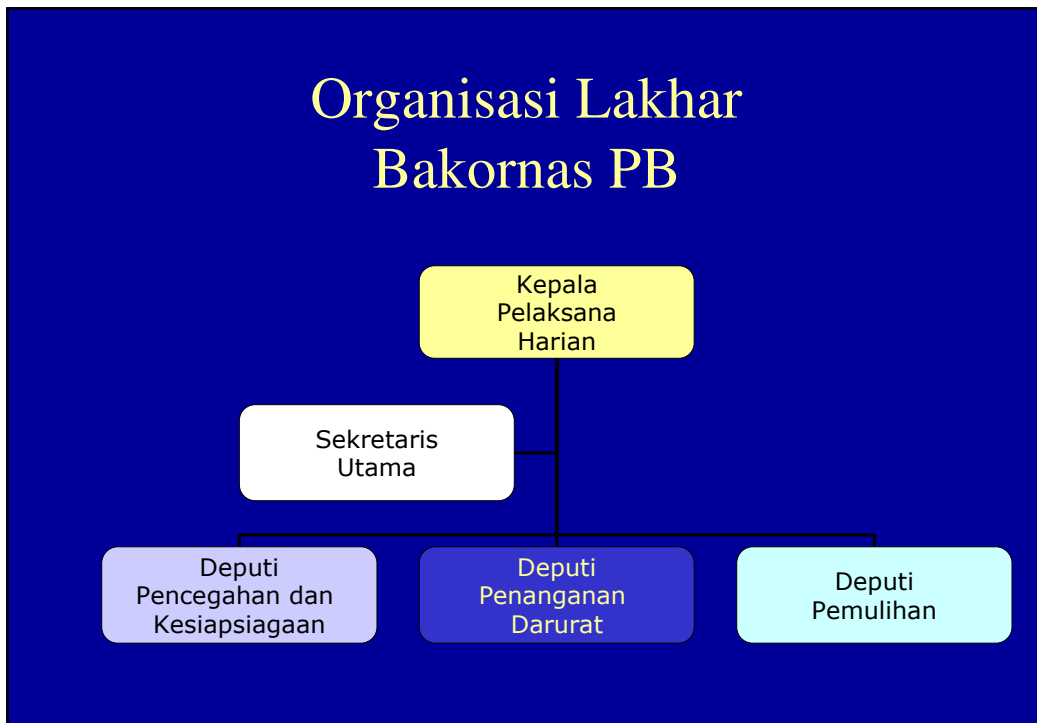 Organisasi Lakhar
Bakornas PB
Kepala
Pelaksana
Harian
Sekretaris
Utama
Deputi
Pencegahan dan
Kesiapsiagaan
Deputi
Penanganan
Darurat
Deputi
Pemulihan